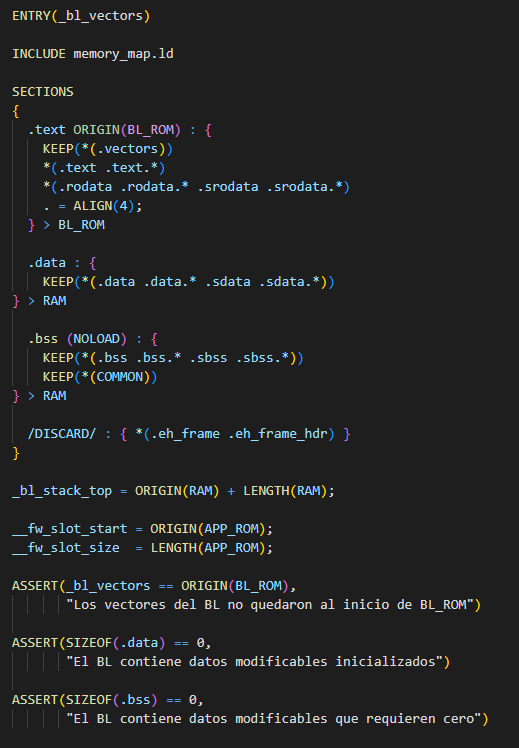 ENTRY(_bl_vectors)

INCLUDE memory_map.ld

SECTIONS
{
  .text ORIGIN(BL_ROM) : {
    KEEP(*(.vectors))
    *(.text .text.*)
    *(.rodata .rodata.* .srodata .srodata.*)
    . = ALIGN(4);
  } > BL_ROM

  .data : {
    KEEP(*(.data .data.* .sdata .sdata.*))
} > RAM

  .bss (NOLOAD) : {
    KEEP(*(.bss .bss.* .sbss .sbss.*))
    KEEP(*(COMMON))
} > RAM

  /DISCARD/ : { *(.eh_frame .eh_frame_hdr) }
}

_bl_stack_top = ORIGIN(RAM) + LENGTH(RAM);

__fw_slot_start = ORIGIN(APP_ROM);
__fw_slot_size  = LENGTH(APP_ROM);

ASSERT(_bl_vectors == ORIGIN(BL_ROM),
       "Los vectores del BL no quedaron al inicio de BL_ROM")

ASSERT(SIZEOF(.data) == 0,
       "El BL contiene datos modificables inicializados")

ASSERT(SIZEOF(.bss) == 0,
       "El BL contiene datos modificables que requieren cero")